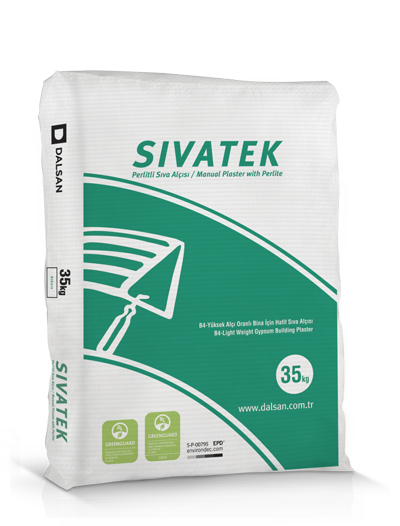 SIVATEK
Perlitli Sıva Alçısı / Manual Plaster with Perlite
DALSAN
35kg
SIVATEK
B4-Yüksek Alçı Oranlı Bina İçin Hafif Sıva Alçısı
B4-Light Weight Gypsum Building Plaster
35kg
www.dalsan.com.tr
GREENGUARD
GREENGUARD
S-P-00795 EPD
environdec.com